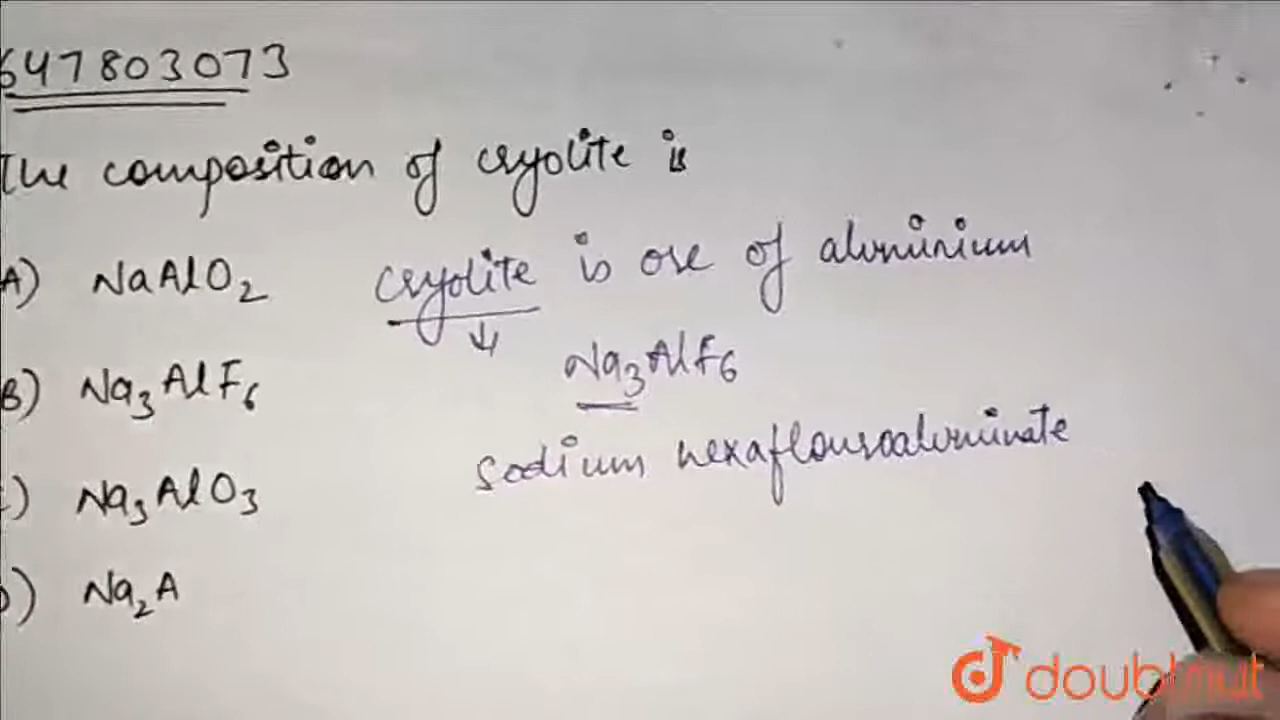 647803073
The composition of cryolite is
A) NaAlO2
cryolite is ore of aluminium
B) Na3AlF6
Na3AlF6
sodium hexaflouroaluminate
C) Na3AlO3
D) Na2A
doubtnut